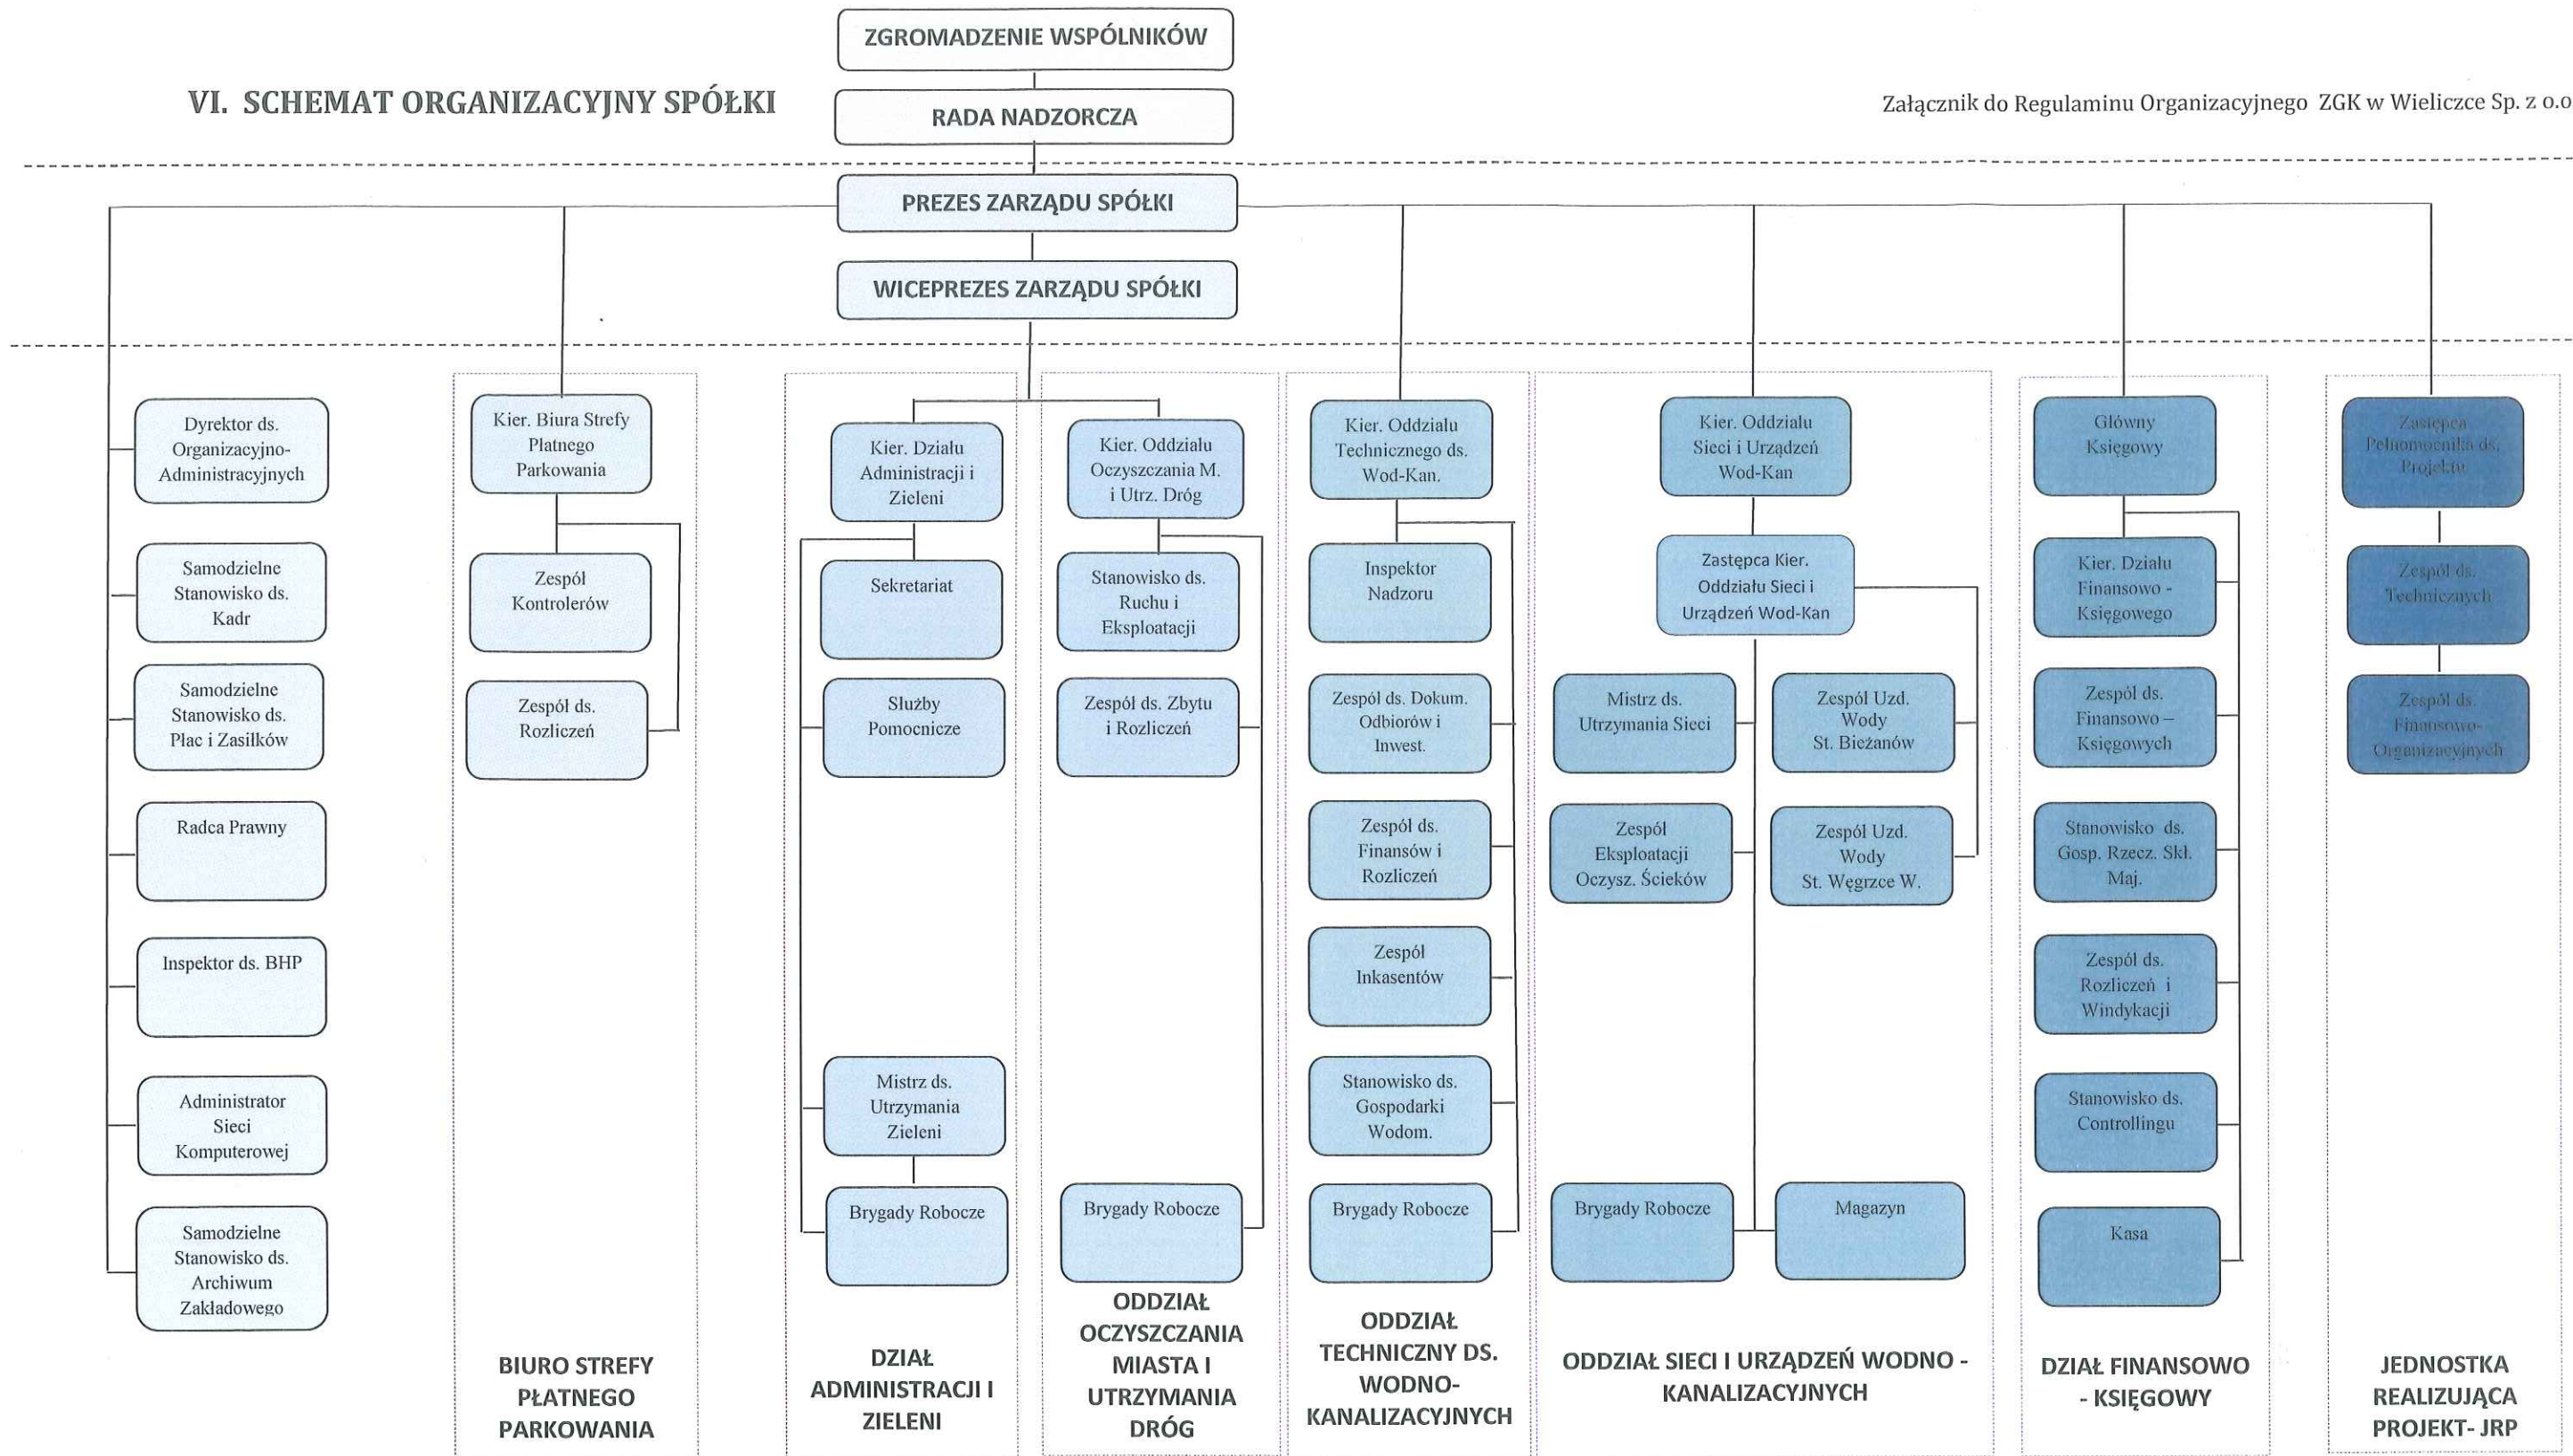 ZGROMADZENIE WSPÓLNIKÓW
VI. SCHEMAT ORGANIZACYJNY SPÓŁKI
Załącznik do Regulaminu Organizacyjnego ZGK w Wieliczce Sp. z o.o
RADA NADZORCZA
PREZES ZARZĄDU SPÓŁKI
WICEPREZES ZARZĄDU SPÓŁKI
Dyrektor ds.
Organizacyjno-
Administracyjnych
Samodzielne
Stanowisko ds.
Kadr
Samodzielne
Stanowisko ds.
Płac i Zasiłków
Radca Prawny
Inspektor ds. BHP
Administrator
Sieci
Komputerowej
Samodzielne
Stanowisko ds.
Archiwum
Zakładowego
Kier. Biura Strefy
Płatnego
Parkowania
Zespół
Kontrolerów
Zespół ds.
Rozliczeń
BIURO STREFY
PŁATNEGO
PARKOWANIA
Kier. Działu
Administracji i
Zieleni
Sekretariat
Służby
Pomocnicze
Mistrz ds.
Utrzymania
Zieleni
Brygady Robocze
DZIAŁ
ADMINISTRACJI I
ZIELENI
Kier. Oddziału
Oczyszczania M.
i Utrz. Dróg
Stanowisko ds.
Ruchu i
Eksploatacji
Zespół ds. Zbytu
i Rozliczeń
Brygady Robocze
ODDZIAŁ
OCZYSZCZANIA
MIASTA I
UTRZYMANIA
DRÓG
Kier. Oddziału
Technicznego ds.
Wod-Kan.
Inspektor
Nadzoru
Zespół ds. Dokum.
Odbiorów i
Inwest.
Zespół ds.
Finansów i
Rozliczeń
Zespół
Inkasentów
Stanowisko ds.
Gospodarki
Wodom.
Brygady Robocze
ODDZIAŁ
TECHNICZNY DS.
WODNO-
KANALIZACYJNYCH
Kier. Oddziału
Sieci i Urządzeń
Wod-Kan
Zastępca Kier.
Oddziału Sieci i
Urządzeń Wod-Kan
Mistrz ds.
Utrzymania Sieci
Zespół Uzd.
Wody
St. Bieżanów
Zespół
Eksploatacji
Oczysz. Ścieków
Zespół Uzd.
Wody
St. Węgrzce W.
Brygady Robocze
Magazyn
ODDZIAŁ SIECI I URZĄDZEŃ WODNO -
KANALIZACYJNYCH
Główny
Księgowy
Kier. Działu
Finansowo -
Księgowego
Zespół ds.
Finansowo –
Księgowych
Stanowisko ds.
Gosp. Rzecz. Skł.
Maj.
Zespół ds.
Rozliczeń i
Windykacji
Stanowisko ds.
Controllingu
Kasa
DZIAŁ FINANSOWO
- KSIĘGOWY
Zastępca
Pełnomocnika ds.
Projektu
Zespół ds.
Technicznych
Zespół ds.
Finansowo-
Organizacyjnych
JEDNOSTKA
REALIZUJĄCA
PROJEKT- JRP